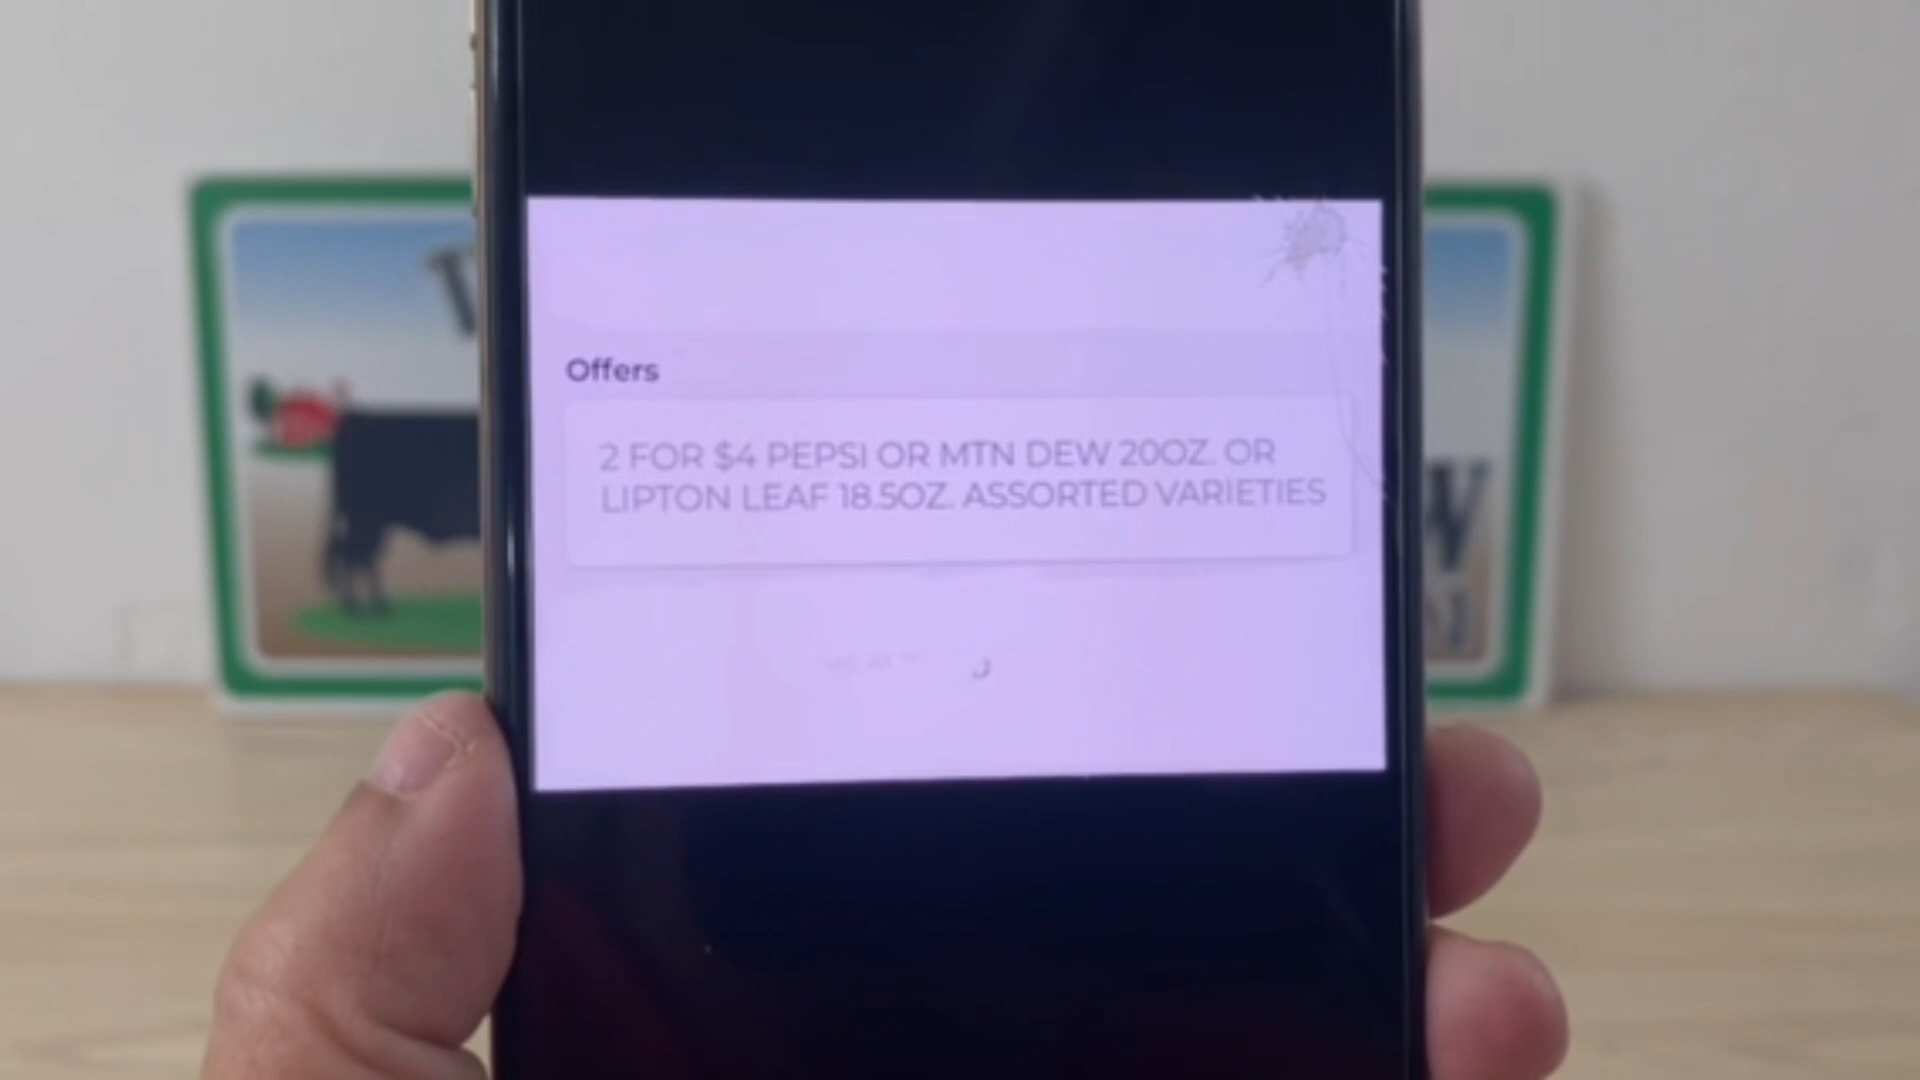 Offers
2 FOR $4 PEPSI OR MTN DEW 20OZ. OR
LIPTON LEAF 18.5OZ. ASSORTED VARIETIES